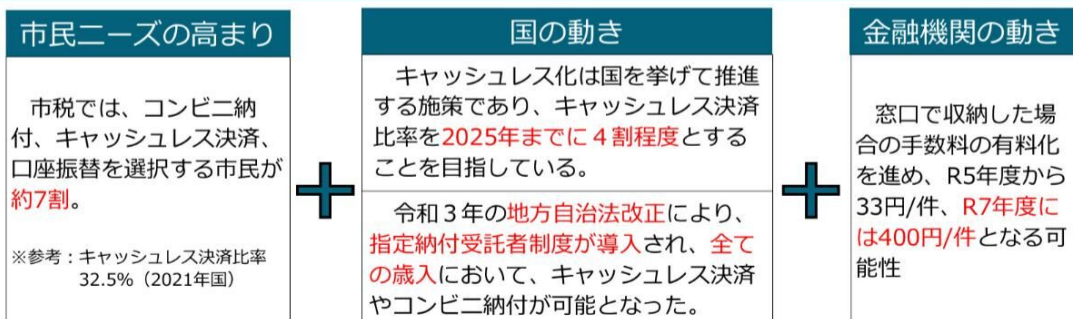 市民ニーズの高まり
市税では、コンビニ納
付、キャッシュレス決済、
口座振替を選択する市民が
約7割。
※参考：キャッシュレス決済比率
32.5%（2021年国）
国の動き
キャッシュレス化は国を挙げて推進
する施策であり、キャッシュレス決済
比率を2025年までに４割程度とする
ことを目指している。
令和３年の地方自治法改正により、
指定納付受託者制度が導入され、全て
の歳入において、キャッシュレス決済
やコンビニ納付が可能となった。
金融機関の動き
窓口で収納した場
合の手数料の有料化
を進め、R5年度から
33円/件、R7年度に
は400円/件となる可
能性